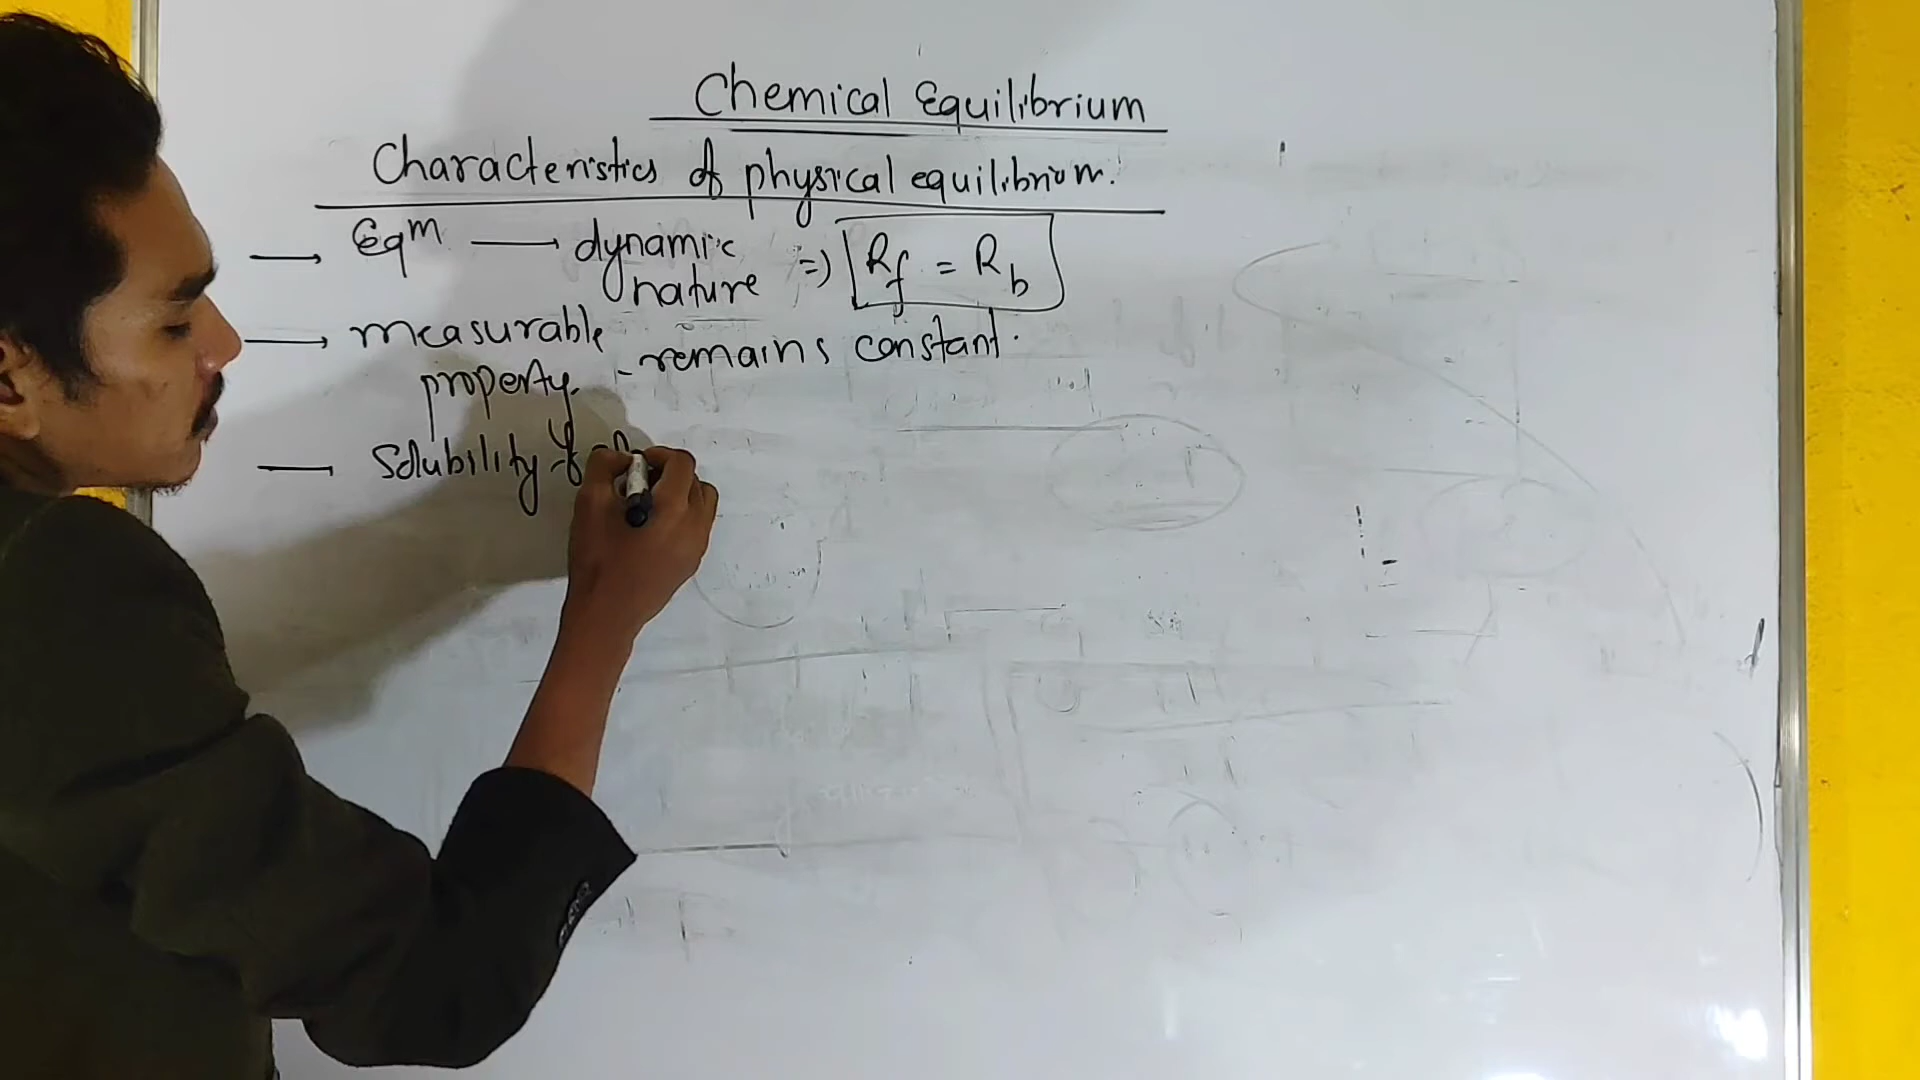 Chemical Equilibrium
Characteristics of physical equilibrium.
→ Eqᵐ → dynamic nature => Rf = Rb
→ measurable property - remains constant.
— Solubility of